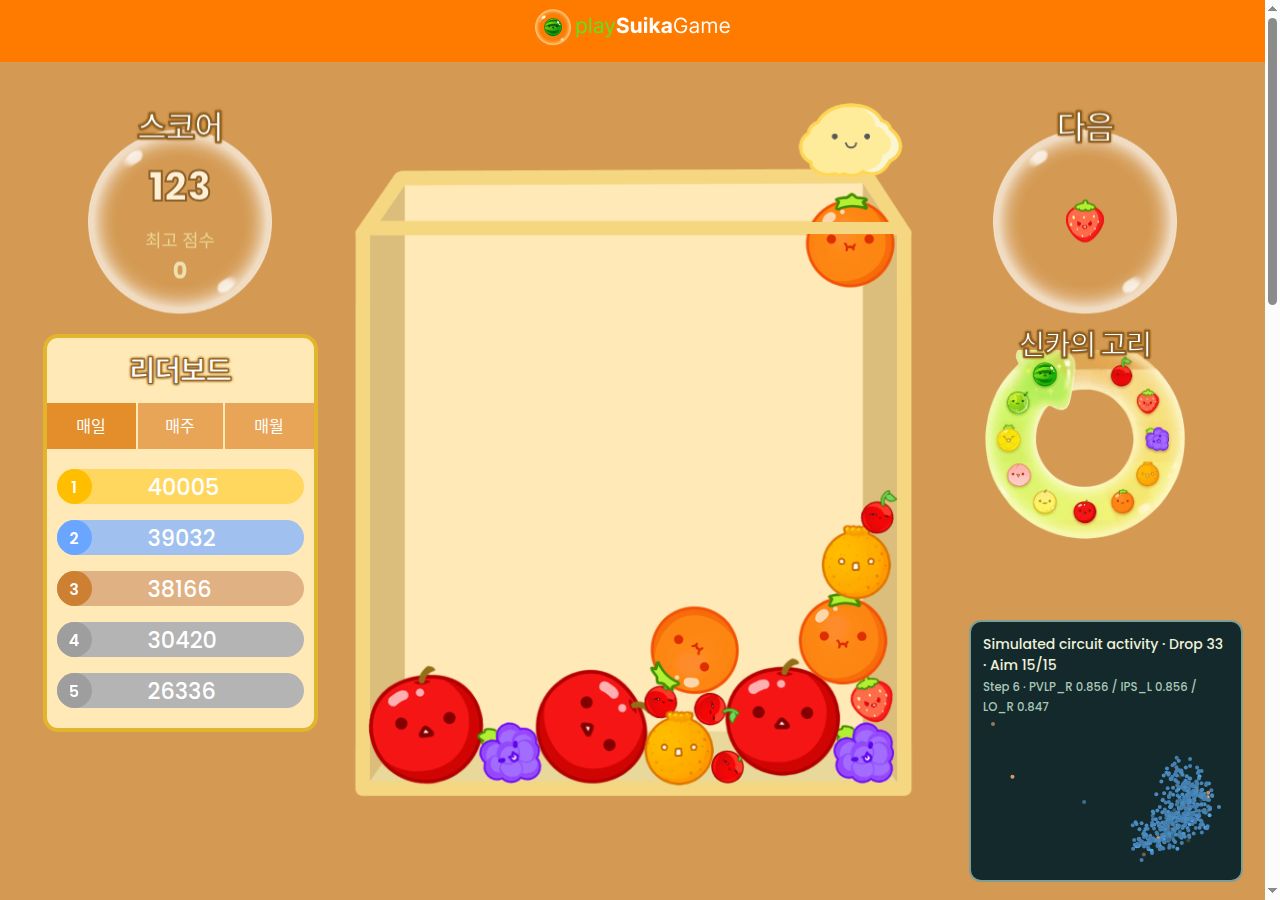 playSuikaGame
스코어
123
최고 점수
0
리더보드
매일 매주 매월
1 40005
2 39032
3 38166
4 30420
5 26336
다음
신카의 고리
Simulated circuit activity · Drop 33
· Aim 15/15
Step 6 · PVLP_R 0.856 / IPS_L 0.856 /
LO_R 0.847